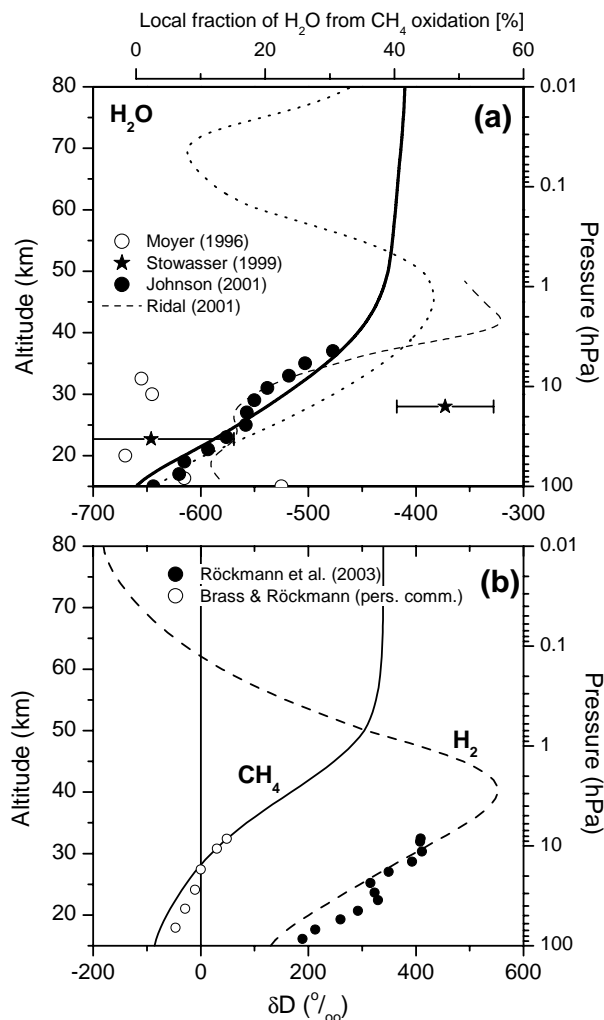 Local fraction of H₂O from CH₄ oxidation [%]
0 20 40 60
80 0.01
H₂O (a)
70
0.1
60
Moyer (1996)
Stowasser (1999)
Johnson (2001)
Ridal (2001)
50 1
40
30 10
20
100
Altitude (km)
Pressure (hPa)
-700 -600 -500 -400 -300
80 0.01
Röckmann et al. (2003)
Brass & Röckmann (pers. comm.)
(b)
70
0.1
60
50 1
H₂
CH₄
40
30 10
20
100
Altitude (km)
Pressure (hPa)
-200 0 200 400 600
δD (°/₀₀)